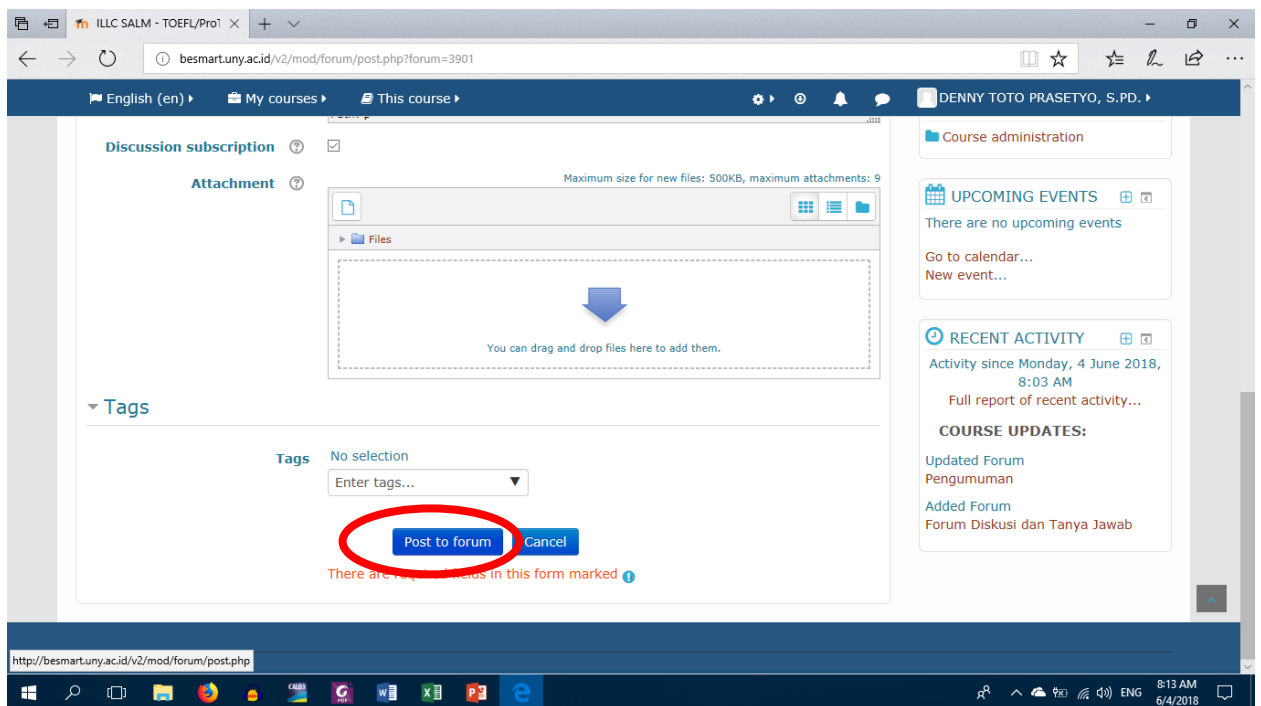 ILLC SALM - TOEFL/ProT
besmart.uny.ac.id/v2/mod/forum/post.php?forum=3901
English (en) My courses This course DENNY TOTO PRASETYO, S.PD.
Discussion subscription
Attachment
Maximum size for new files: 500KB, maximum attachments: 9
Files
You can drag and drop files here to add them.
Tags
Tags No selection
Enter tags...
Post to forum Cancel
There are required fields in this form marked
Course administration
UPCOMING EVENTS
There are no upcoming events
Go to calendar...
New event...
RECENT ACTIVITY
Activity since Monday, 4 June 2018,
8:03 AM
Full report of recent activity...
COURSE UPDATES:
Updated Forum
Pengumuman
Added Forum
Forum Diskusi dan Tanya Jawab
http://besmart.uny.ac.id/v2/mod/forum/post.php
CALD3
PDF
ENG
8:13 AM
6/4/2018